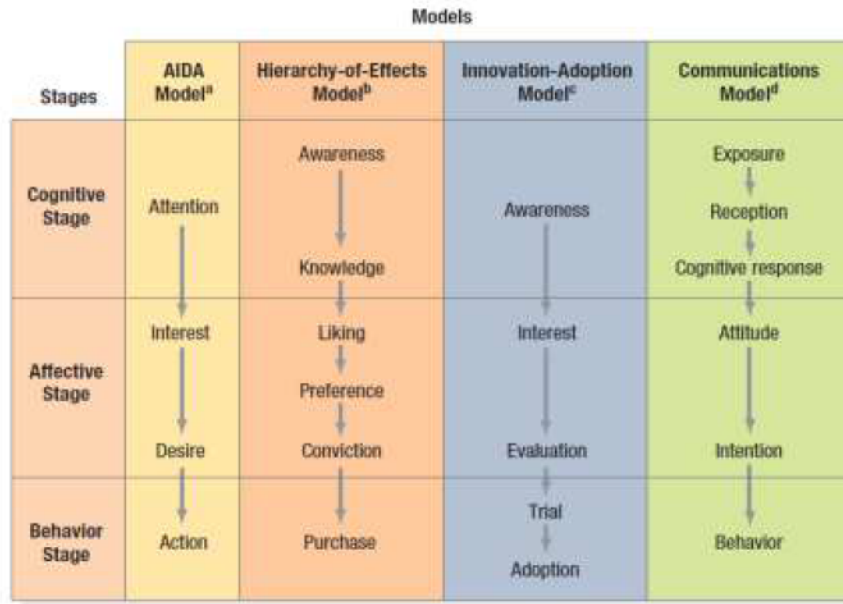 Models
Stages
AIDA
Modelᵃ
Hierarchy-of-Effects
Modelᵇ
Innovation-Adoption
Modelᶜ
Communications
Modelᵈ
Cognitive
Stage
Attention
Awareness
Knowledge
Awareness
Exposure
Reception
Cognitive response
Affective
Stage
Interest
Desire
Liking
Preference
Conviction
Interest
Evaluation
Attitude
Intention
Behavior
Stage
Action
Purchase
Trial
Adoption
Behavior